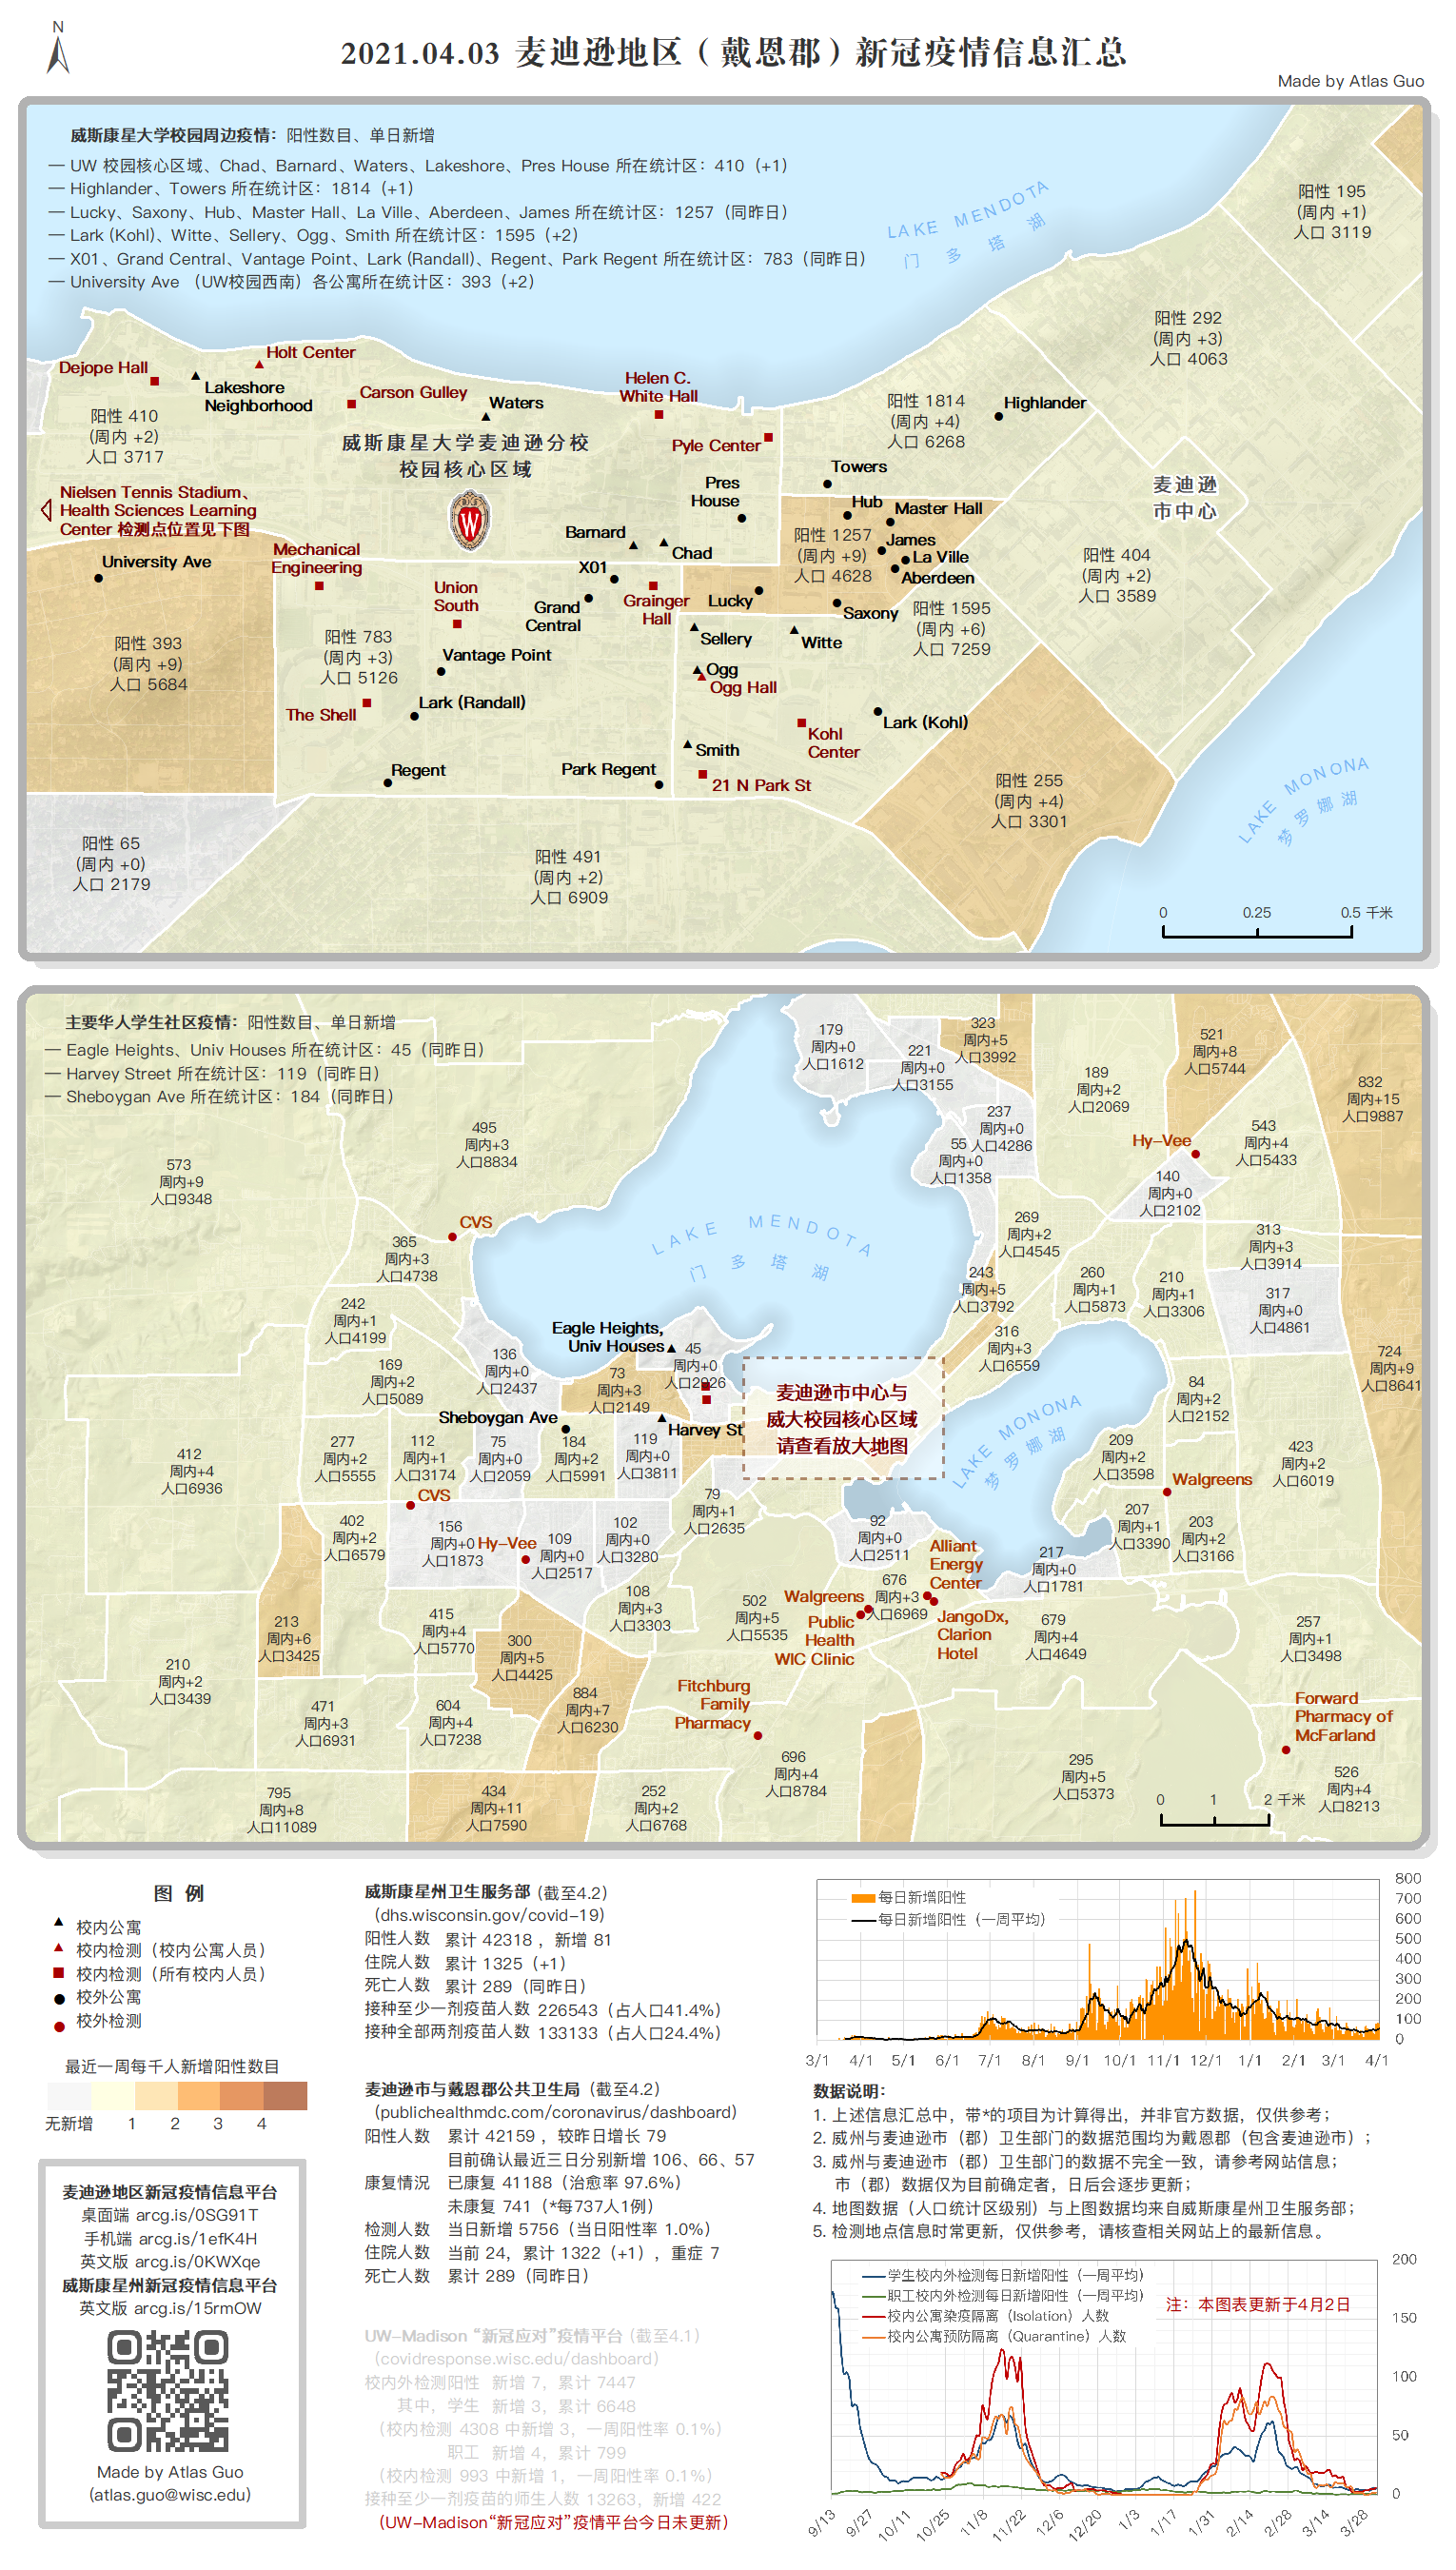 N
2021.04.03 麦迪逊地区（戴恩郡）新冠疫情信息汇总
Made by Atlas Guo
威斯康星大学校园周边疫情：阳性数目、单日新增
— UW 校园核心区域、Chad、Barnard、Waters、Lakeshore、Pres House 所在统计区：410（+1）
— Highlander、Towers 所在统计区：1814（+1）
— Lucky、Saxony、Hub、Master Hall、La Ville、Aberdeen、James 所在统计区：1257（同昨日）
— Lark (Kohl)、Witte、Sellery、Ogg、Smith 所在统计区：1595（+2）
— X01、Grand Central、Vantage Point、Lark (Randall)、Regent、Park Regent 所在统计区：783（同昨日）
— University Ave （UW校园西南）各公寓所在统计区：393（+2）
LAKE MENDOTA
门多塔湖
阳性 195
(周内 +1)
人口 3119
阳性 292
(周内 +3)
人口 4063
Dejope Hall
Holt Center
Lakeshore
Neighborhood
Carson Gulley
Waters
Helen C.
White Hall
Pyle Center
阳性 410
(周内 +2)
人口 3717
威斯康星大学麦迪逊分校
校园核心区域
阳性 1814
(周内 +4)
人口 6268
Highlander
Towers
Pres
House
麦迪逊
市中心
Nielsen Tennis Stadium、
Health Sciences Learning
Center 检测点位置见下图
W
Hub
Master Hall
阳性 1257
(周内 +9)
人口 4628
James
La Ville
Aberdeen
Barnard
Chad
University Ave
Mechanical
Engineering
X01
Union
South
Grand
Central
Grainger
Hall
Lucky
Saxony
阳性 404
(周内 +2)
人口 3589
阳性 1595
(周内 +6)
人口 7259
阳性 393
(周内 +9)
人口 5684
阳性 783
(周内 +3)
人口 5126
Vantage Point
Sellery
Witte
Ogg
Ogg Hall
The Shell
Lark (Randall)
Kohl
Center
Lark (Kohl)
Smith
Regent
Park Regent
21 N Park St
阳性 255
(周内 +4)
人口 3301
LAKE MONONA
梦罗娜湖
阳性 65
(周内 +0)
人口 2179
阳性 491
(周内 +2)
人口 6909
0 0.25 0.5 千米
主要华人学生社区疫情：阳性数目、单日新增
— Eagle Heights、Univ Houses 所在统计区：45（同昨日）
— Harvey Street 所在统计区：119（同昨日）
— Sheboygan Ave 所在统计区：184（同昨日）
179
周内+0
人口1612
221
周内+0
人口3155
323
周内+5
人口3992
189
周内+2
人口2069
521
周内+8
人口5744
832
周内+15
人口9887
495
周内+3
人口8834
573
周内+9
人口9348
237
周内+0
人口4286
55
周内+0
人口1358
Hy-Vee
543
周内+4
人口5433
140
周内+0
人口2102
CVS
365
周内+3
人口4738
LAKE MENDOTA
门多塔湖
269
周内+2
人口4545
313
周内+3
人口3914
243
周内+5
人口3792
260
周内+1
人口5873
210
周内+1
人口3306
317
周内+0
人口4861
242
周内+1
人口4199
316
周内+3
人口6559
Eagle Heights,
Univ Houses
45
周内+0
人口2926
136
周内+0
人口2437
169
周内+2
人口5089
73
周内+3
人口2149
724
周内+9
人口8641
84
周内+2
人口2152
麦迪逊市中心与
威大校园核心区域
请查看放大地图
LAKE MONONA
梦罗娜湖
Sheboygan Ave
Harvey St
412
周内+4
人口6936
277
周内+2
人口5555
112
周内+1
人口3174
75
周内+0
人口2059
184
周内+2
人口5991
119
周内+0
人口3811
209
周内+2
人口3598
423
周内+2
人口6019
Walgreens
CVS
79
周内+1
人口2635
402
周内+2
人口6579
156
周内+0
人口1873
Hy-Vee
109
周内+0
人口2517
102
周内+0
人口3280
92
周内+0
人口2511
207
周内+1
人口3390
203
周内+2
人口3166
Alliant
Energy
Center
217
周内+0
人口1781
108
周内+3
人口3303
502
周内+5
人口5535
Walgreens
676
周内+3
人口6969
Public
Health
WIC Clinic
JangoDx,
Clarion
Hotel
679
周内+4
人口4649
257
周内+1
人口3498
213
周内+6
人口3425
415
周内+4
人口5770
300
周内+5
人口4425
210
周内+2
人口3439
471
周内+3
人口6931
604
周内+4
人口7238
884
周内+7
人口6230
Fitchburg
Family
Pharmacy
Forward
Pharmacy of
McFarland
696
周内+4
人口8784
295
周内+5
人口5373
526
周内+4
人口8213
795
周内+8
人口11089
434
周内+11
人口7590
252
周内+2
人口6768
0 1 2 千米
图 例
校内公寓
校内检测（校内公寓人员）
校内检测（所有校内人员）
校外公寓
校外检测
最近一周每千人新增阳性数目
无新增 1 2 3 4
麦迪逊地区新冠疫情信息平台
桌面端 arcg.is/0SG91T
手机端 arcg.is/1efK4H
英文版 arcg.is/0KWXqe
威斯康星州新冠疫情信息平台
英文版 arcg.is/15rmOW
Made by Atlas Guo
(atlas.guo@wisc.edu)
威斯康星州卫生服务部（截至4.2）
（dhs.wisconsin.gov/covid-19）
阳性人数 累计 42318 ，新增 81
住院人数 累计 1325（+1）
死亡人数 累计 289（同昨日）
接种至少一剂疫苗人数 226543（占人口41.4%）
接种全部两剂疫苗人数 133133（占人口24.4%）
麦迪逊市与戴恩郡公共卫生局（截至4.2）
（publichealthmdc.com/coronavirus/dashboard）
阳性人数 累计 42159 ，较昨日增长 79
目前确认最近三日分别新增 106、66、57
康复情况 已康复 41188（治愈率 97.6%）
未康复 741（*每737人1例）
检测人数 当日新增 5756（当日阳性率 1.0%）
住院人数 当前 24，累计 1322（+1），重症 7
死亡人数 累计 289（同昨日）
UW-Madison “新冠应对”疫情平台（截至4.1）
（covidresponse.wisc.edu/dashboard）
校内外检测阳性 新增 7，累计 7447
其中，学生 新增 3，累计 6648
（校内检测 4308 中新增 3，一周阳性率 0.1%）
职工 新增 4，累计 799
（校内检测 993 中新增 1，一周阳性率 0.1%）
接种至少一剂疫苗的师生人数 13263，新增 422
（UW-Madison“新冠应对”疫情平台今日未更新）
每日新增阳性
每日新增阳性（一周平均）
800
700
600
500
400
300
200
100
0
3/1 4/1 5/1 6/1 7/1 8/1 9/1 10/1 11/1 12/1 1/1 2/1 3/1 4/1
数据说明：
1. 上述信息汇总中，带*的项目为计算得出，并非官方数据，仅供参考；
2. 威州与麦迪逊市（郡）卫生部门的数据范围均为戴恩郡（包含麦迪逊市）；
3. 威州与麦迪逊市（郡）卫生部门的数据不完全一致，请参考网站信息；
市（郡）数据仅为目前确定者，日后会逐步更新；
4. 地图数据（人口统计区级别）与上图数据均来自威斯康星州卫生服务部；
5. 检测地点信息时常更新，仅供参考，请核查相关网站上的最新信息。
学生校内外检测每日新增阳性（一周平均）
职工校内外检测每日新增阳性（一周平均）
校内公寓染疫隔离（Isolation）人数
校内公寓预防隔离（Quarantine）人数
注：本图表更新于4月2日
200
150
100
50
0
9/13 9/27 10/11 10/25 11/8 11/22 12/6 12/20 1/3 1/17 1/31 2/14 2/28 3/14 3/28